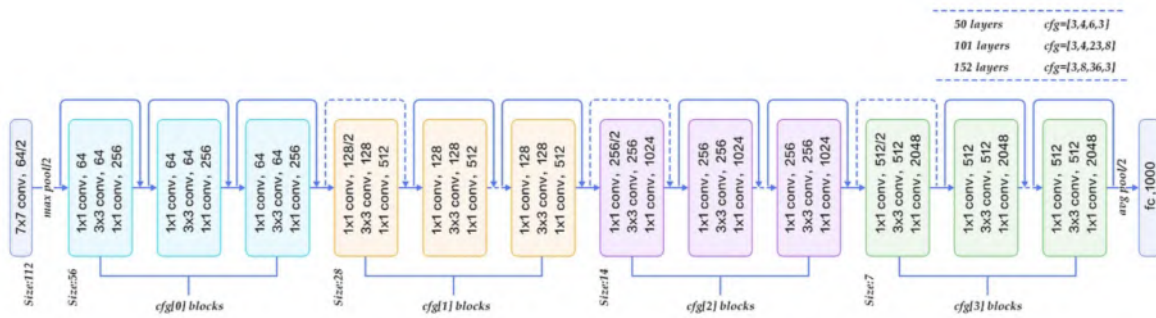 50 layers cfg=[3,4,6,3]
101 layers cfg=[3,4,23,8]
152 layers cfg=[3,8,36,3]
7x7 conv, 64/2
max pool/2
1x1 conv, 64
3x3 conv, 64
1x1 conv, 256
1x1 conv, 64
3x3 conv, 64
1x1 conv, 256
1x1 conv, 64
3x3 conv, 64
1x1 conv, 256
1x1 conv, 128/2
3x3 conv, 128
1x1 conv, 512
1x1 conv, 128
3x3 conv, 128
1x1 conv, 512
1x1 conv, 128
3x3 conv, 128
1x1 conv, 512
1x1 conv, 256/2
3x3 conv, 256
1x1 conv, 1024
1x1 conv, 256
3x3 conv, 256
1x1 conv, 1024
1x1 conv, 256
3x3 conv, 256
1x1 conv, 1024
1x1 conv, 512/2
3x3 conv, 512
1x1 conv, 2048
1x1 conv, 512
3x3 conv, 512
1x1 conv, 2048
1x1 conv, 512
3x3 conv, 512
1x1 conv, 2048
avg pool/2
fc ,1000
Size:112
Size:56
Size:28
Size:14
Size:7
cfg[0] blocks
cfg[1] blocks
cfg[2] blocks
cfg[3] blocks